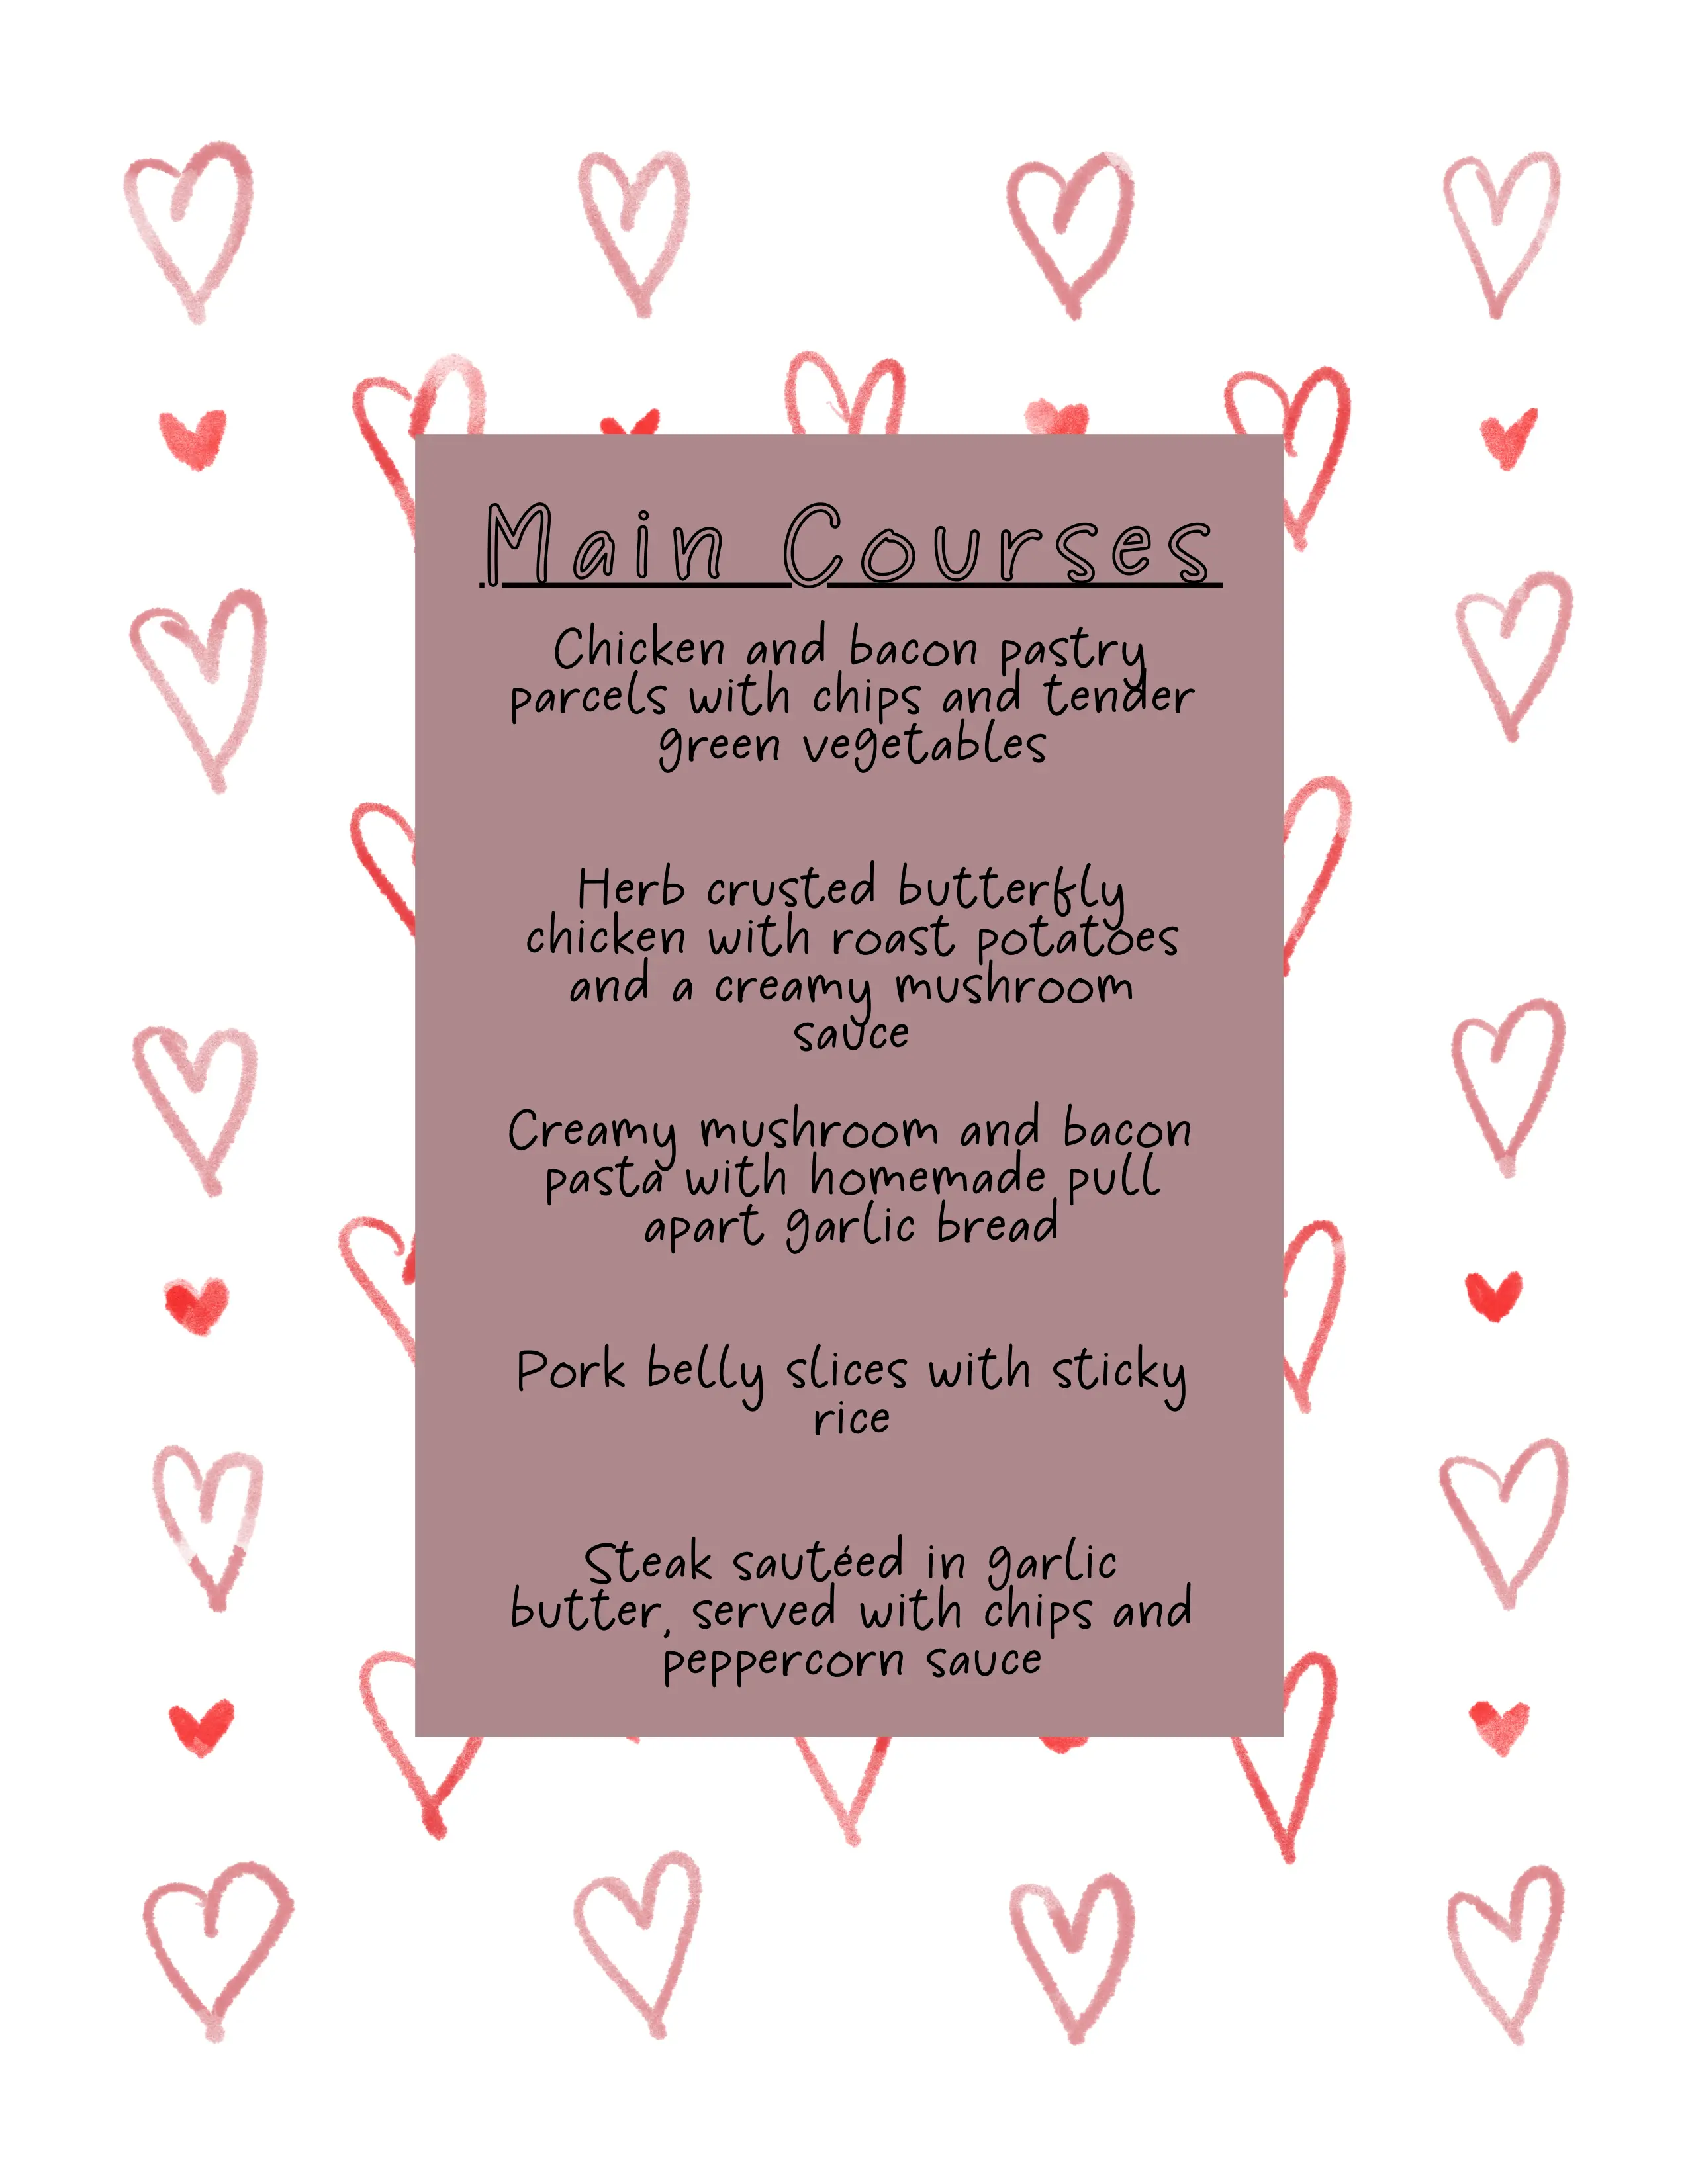 Main Courses
Chicken and bacon pastry
parcels with chips and tender
green vegetables
Herb crusted butterfly
chicken with roast potatoes
and a creamy mushroom
sauce
Creamy mushroom and bacon
pasta with homemade pull
apart garlic bread
Pork belly slices with sticky
rice
Steak sautéed in garlic
butter, served with chips and
peppercorn sauce